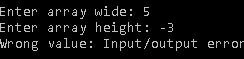 Enter array wide: 5
Enter array height: -3
Wrong value: Input/output error